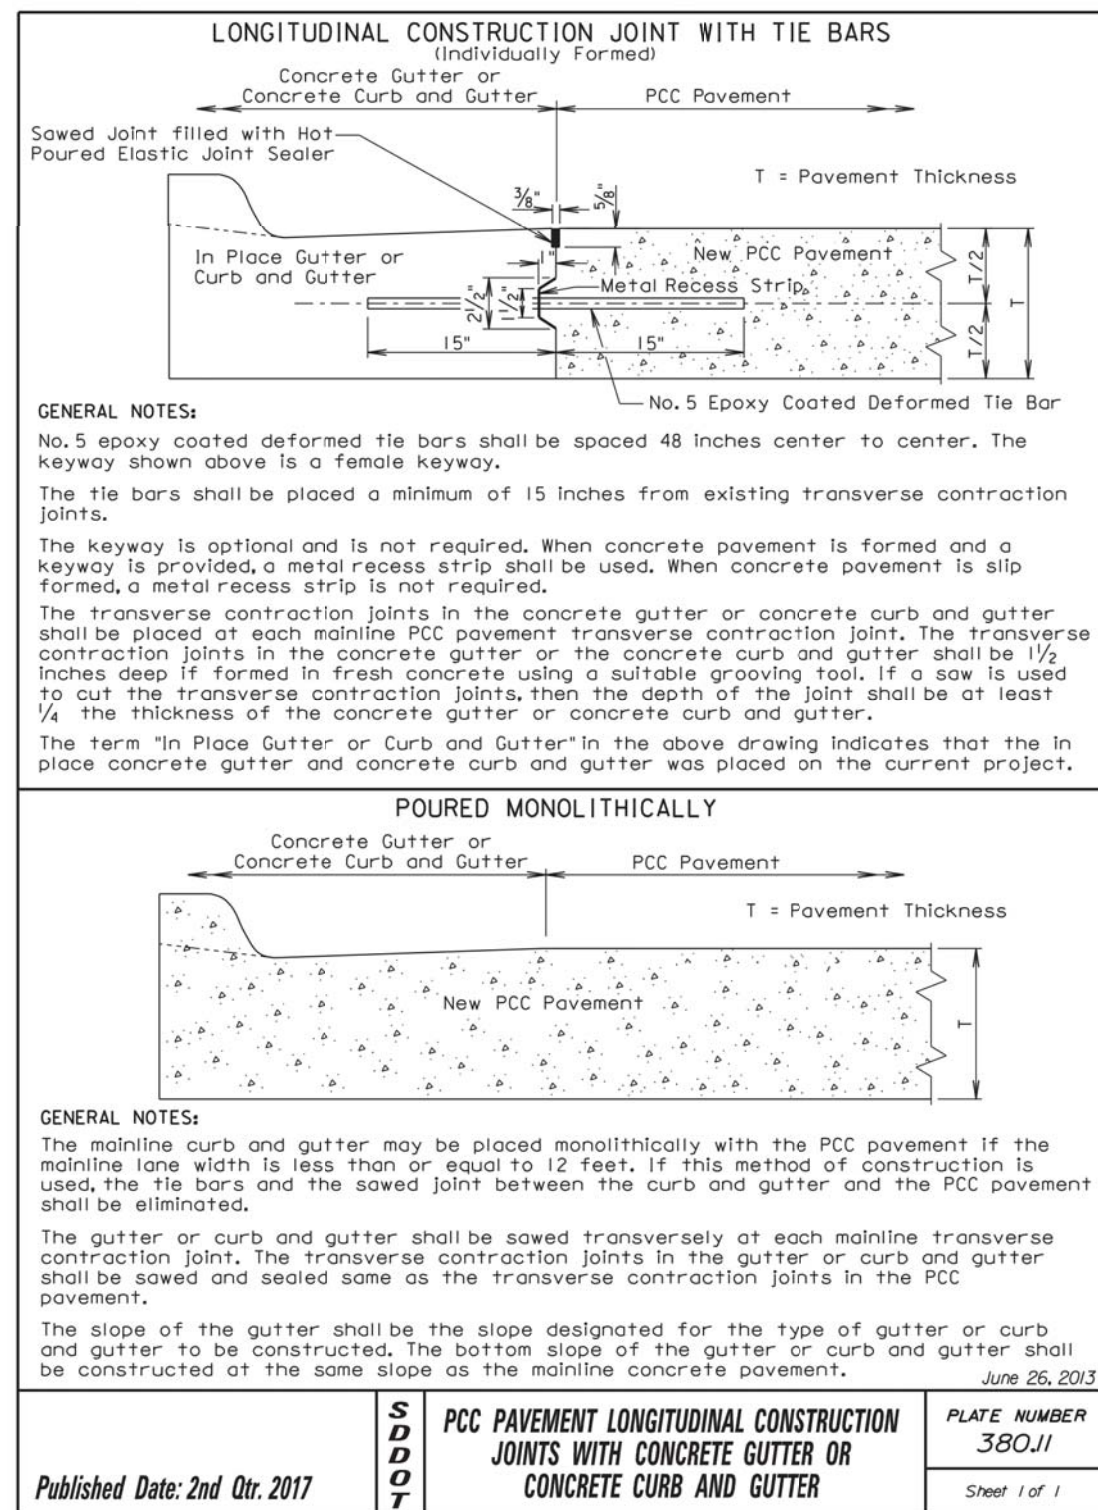 LONGITUDINAL CONSTRUCTION JOINT WITH TIE BARS
(Individually Formed)
Concrete Gutter or
Concrete Curb and Gutter
PCC Pavement
Sawed Joint filled with Hot
Poured Elastic Joint Sealer
T = Pavement Thickness
3/8"
5/8"
In Place Gutter or
Curb and Gutter
1"
New PCC Pavement
Metal Recess Strip
2 1/2"
1 1/2"
T/2
T
T/2
15"
15"
No. 5 Epoxy Coated Deformed Tie Bar
GENERAL NOTES:
No. 5 epoxy coated deformed tie bars shall be spaced 48 inches center to center. The
keyway shown above is a female keyway.
The tie bars shall be placed a minimum of 15 inches from existing transverse contraction
joints.
The keyway is optional and is not required. When concrete pavement is formed and a
keyway is provided, a metal recess strip shall be used. When concrete pavement is slip
formed, a metal recess strip is not required.
The transverse contraction joints in the concrete gutter or concrete curb and gutter
shall be placed at each mainline PCC pavement transverse contraction joint. The transverse
contraction joints in the concrete gutter or the concrete curb and gutter shall be 1 1/2
inches deep if formed in fresh concrete using a suitable grooving tool. If a saw is used
to cut the transverse contraction joints, then the depth of the joint shall be at least
1/4 the thickness of the concrete gutter or concrete curb and gutter.
The term "In Place Gutter or Curb and Gutter" in the above drawing indicates that the in
place concrete gutter and concrete curb and gutter was placed on the current project.
POURED MONOLITHICALLY
Concrete Gutter or
Concrete Curb and Gutter
PCC Pavement
T = Pavement Thickness
New PCC Pavement
T
GENERAL NOTES:
The mainline curb and gutter may be placed monolithically with the PCC pavement if the
mainline lane width is less than or equal to 12 feet. If this method of construction is
used, the tie bars and the sawed joint between the curb and gutter and the PCC pavement
shall be eliminated.
The gutter or curb and gutter shall be sawed transversely at each mainline transverse
contraction joint. The transverse contraction joints in the gutter or curb and gutter
shall be sawed and sealed same as the transverse contraction joints in the PCC
pavement.
The slope of the gutter shall be the slope designated for the type of gutter or curb
and gutter to be constructed. The bottom slope of the gutter or curb and gutter shall
be constructed at the same slope as the mainline concrete pavement.
June 26, 2013
Published Date: 2nd Qtr. 2017
SDDOT
PCC PAVEMENT LONGITUDINAL CONSTRUCTION
JOINTS WITH CONCRETE GUTTER OR
CONCRETE CURB AND GUTTER
PLATE NUMBER
380.11
Sheet 1 of 1